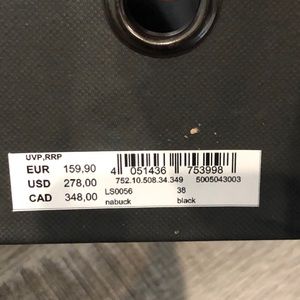 UVP,RRP
EUR 159,90
USD 278,00
CAD 348,00
4 051436 753998
752.10.508.34.349 5005043003
LS0056 38
nabuck black